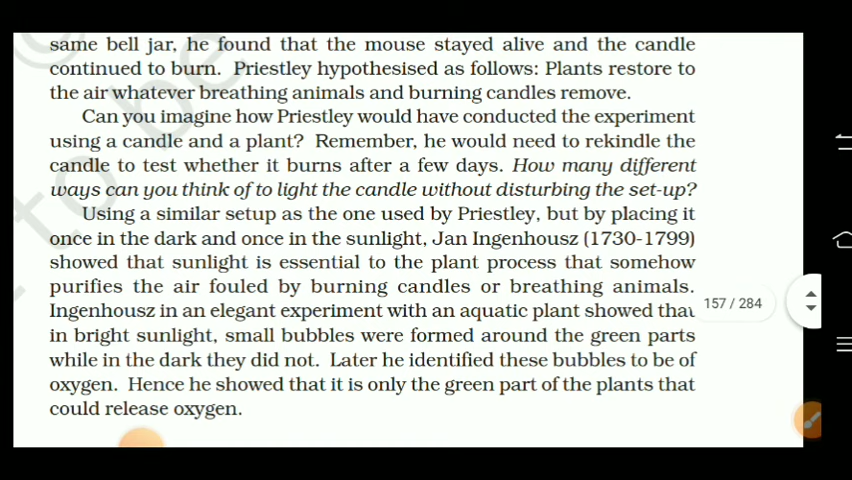 same bell jar, he found that the mouse stayed alive and the candle
continued to burn. Priestley hypothesised as follows: Plants restore to
the air whatever breathing animals and burning candles remove.
Can you imagine how Priestley would have conducted the experiment
using a candle and a plant? Remember, he would need to rekindle the
candle to test whether it burns after a few days. How many different
ways can you think of to light the candle without disturbing the set-up?
Using a similar setup as the one used by Priestley, but by placing it
once in the dark and once in the sunlight, Jan Ingenhousz (1730-1799)
showed that sunlight is essential to the plant process that somehow
purifies the air fouled by burning candles or breathing animals.
Ingenhousz in an elegant experiment with an aquatic plant showed that
in bright sunlight, small bubbles were formed around the green parts
while in the dark they did not. Later he identified these bubbles to be of
oxygen. Hence he showed that it is only the green part of the plants that
could release oxygen.
157 / 284
to be
©